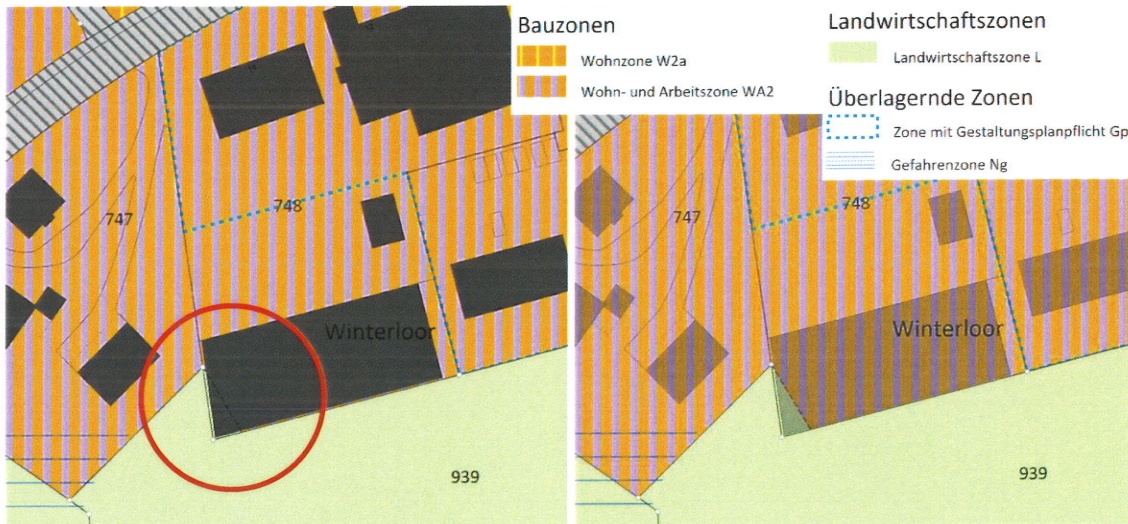 Bauzonen
Wohnzone W2a
Wohn- und Arbeitszone WA2
Landwirtschaftszonen
Landwirtschaftszone L
Überlagernde Zonen
Zone mit Gestaltungsplanpflicht Gp
Gefahrenzone Ng
747
748
Winterloor
939
747
748
Winterloor
939